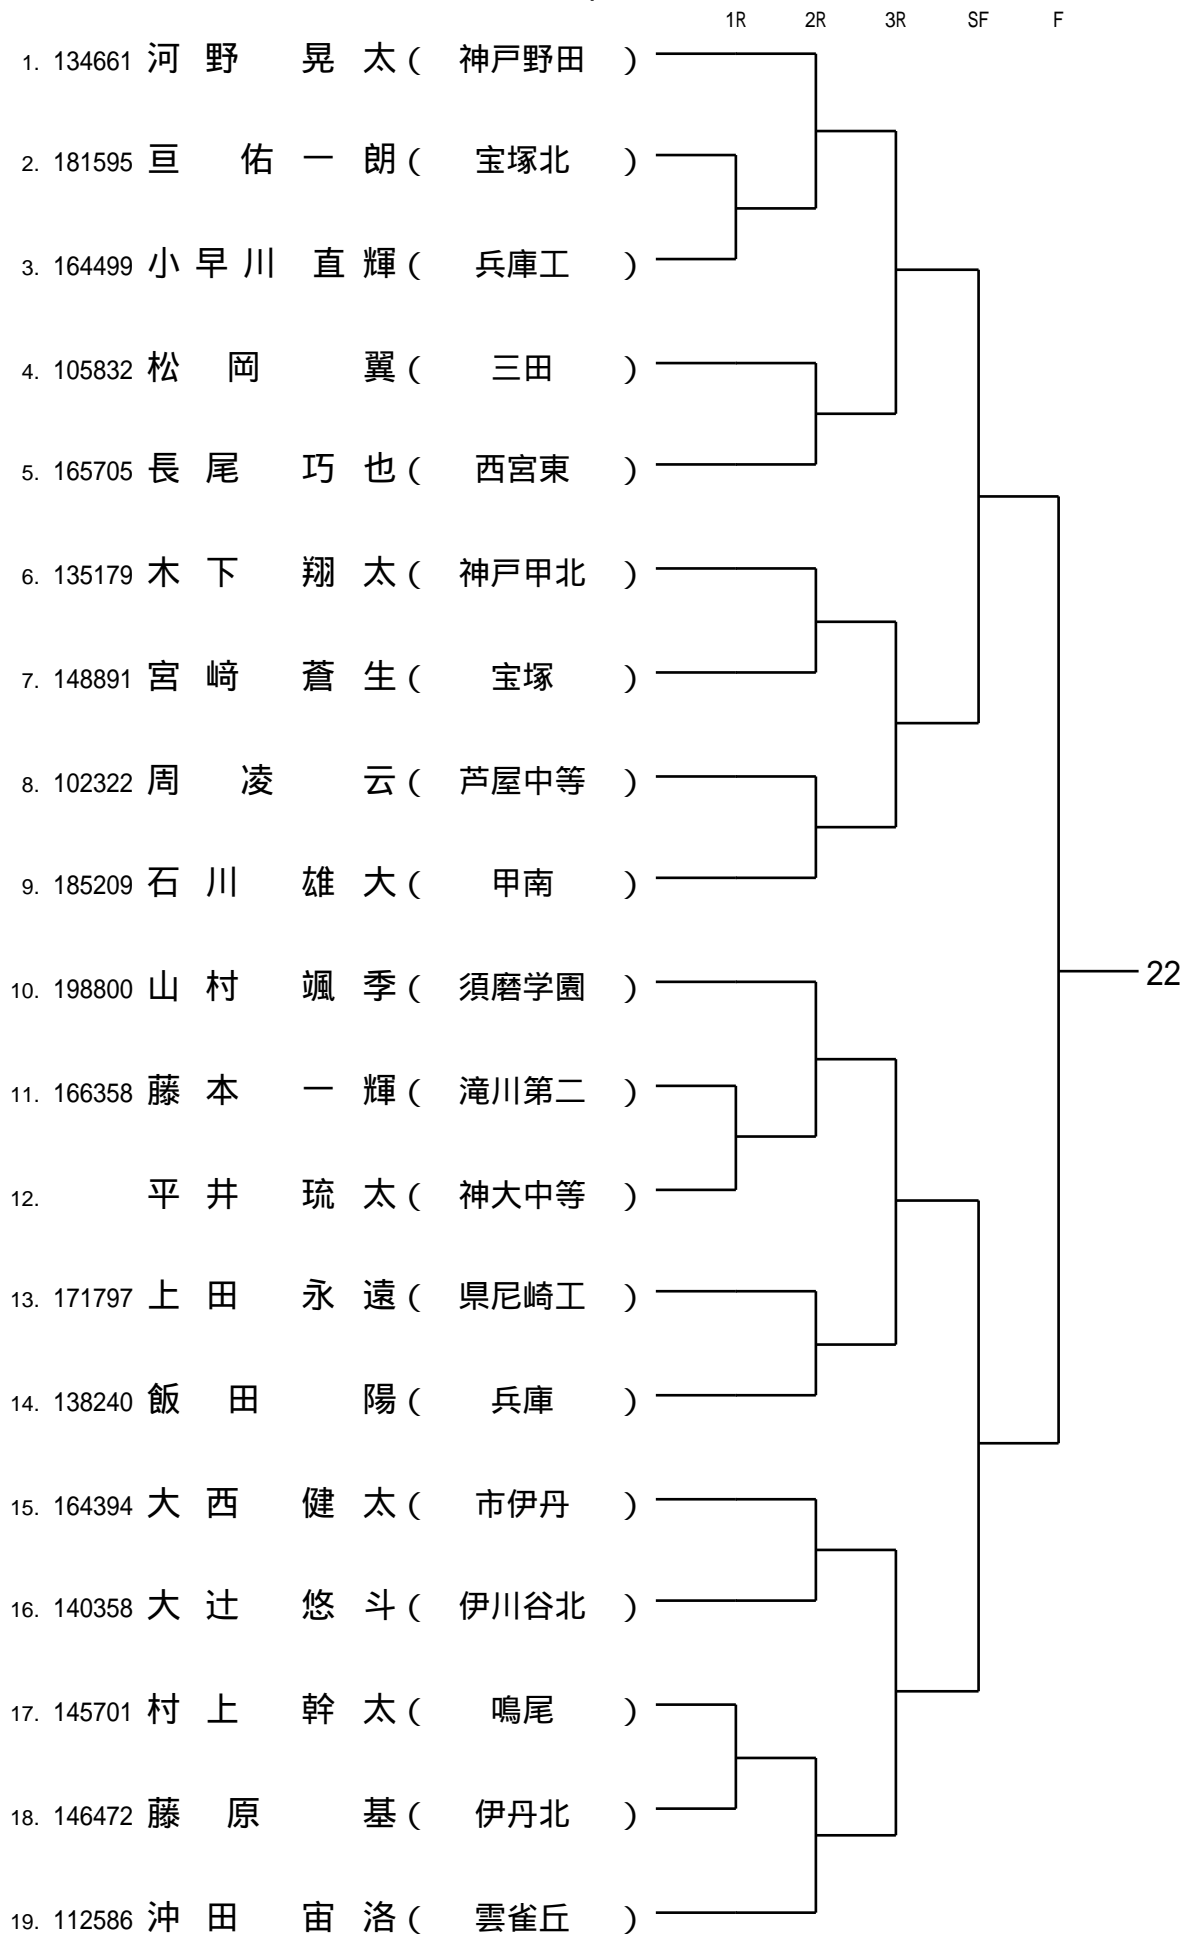 1R 2R 3R SF F
1. 134661 河野 晃太 ( 神戸野田 )
2. 181595 亘 佑一朗 ( 宝塚北 )
3. 164499 小早川 直輝 ( 兵庫工 )
4. 105832 松岡 翼 ( 三田 )
5. 165705 長尾 巧也 ( 西宮東 )
6. 135179 木下 翔太 ( 神戸甲北 )
7. 148891 宮﨑 蒼生 ( 宝塚 )
8. 102322 周 凌云 ( 芦屋中等 )
9. 185209 石川 雄大 ( 甲南 )
22
10. 198800 山村 颯季 ( 須磨学園 )
11. 166358 藤本 一輝 ( 滝川第二 )
12. 平井 琉太 ( 神大中等 )
13. 171797 上田 永遠 ( 県尼崎工 )
14. 138240 飯田 陽 ( 兵庫 )
15. 164394 大西 健太 ( 市伊丹 )
16. 140358 大辻 悠斗 ( 伊川谷北 )
17. 145701 村上 幹太 ( 鳴尾 )
18. 146472 藤原 基 ( 伊丹北 )
19. 112586 沖田 宙洛 ( 雲雀丘 )